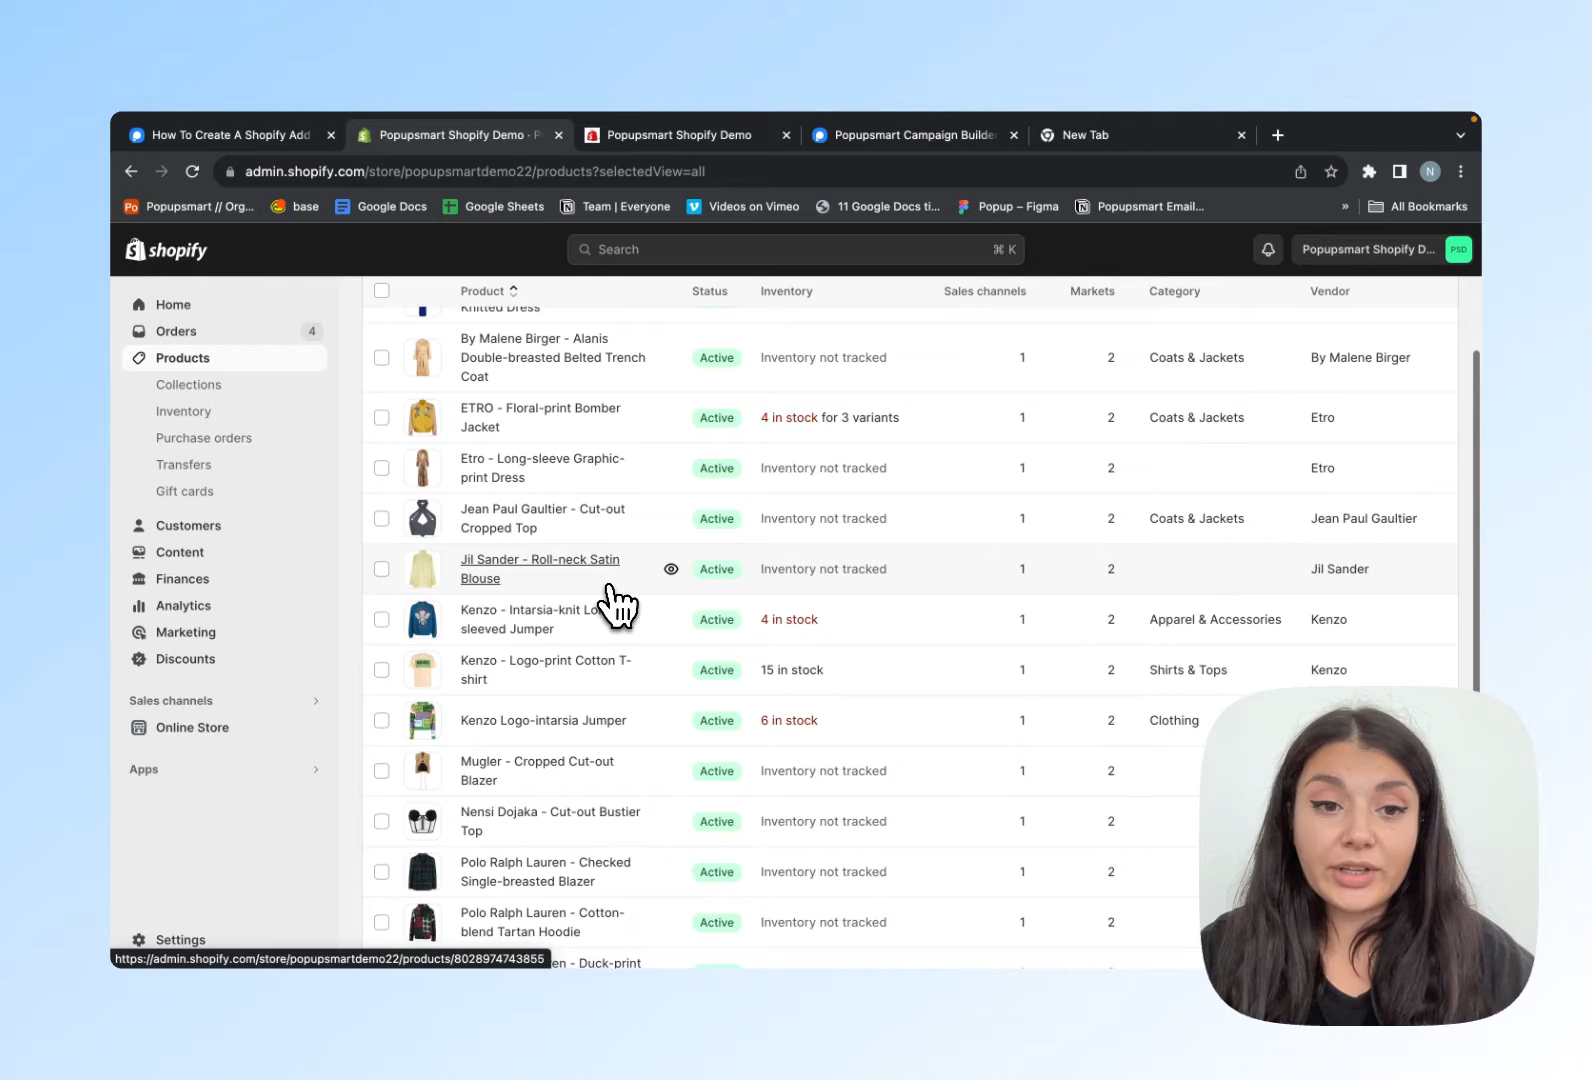 How To Create A Shopify Add
Popupsmart Shopify Demo · P
Popupsmart Shopify Demo
Popupsmart Campaign Builde
New Tab
admin.shopify.com/store/popupsmartdemo22/products?selectedView=all
N
Po Popupsmart // Org...
base
Google Docs
Google Sheets
Team | Everyone
Videos on Vimeo
11 Google Docs ti...
Popup – Figma
Popupsmart Email...
»
All Bookmarks
shopify
Search
⌘ K
Popupsmart Shopify D...
PSD
Home
Orders 4
Products
Collections
Inventory
Purchase orders
Transfers
Gift cards
Customers
Content
Finances
Analytics
Marketing
Discounts
Sales channels
Online Store
Apps
Settings
https://admin.shopify.com/store/popupsmartdemo22/products/8028974743855
Product Status Inventory Sales channels Markets Category Vendor
Knitted Dress
By Malene Birger - Alanis
Double-breasted Belted Trench
Coat
Active Inventory not tracked 1 2 Coats & Jackets By Malene Birger
ETRO - Floral-print Bomber
Jacket
Active 4 in stock for 3 variants 1 2 Coats & Jackets Etro
Etro - Long-sleeve Graphic-
print Dress
Active Inventory not tracked 1 2 Etro
Jean Paul Gaultier - Cut-out
Cropped Top
Active Inventory not tracked 1 2 Coats & Jackets Jean Paul Gaultier
Jil Sander - Roll-neck Satin
Blouse
Active Inventory not tracked 1 2 Jil Sander
Kenzo - Intarsia-knit Lo
sleeved Jumper
Active 4 in stock 1 2 Apparel & Accessories Kenzo
Kenzo - Logo-print Cotton T-
shirt
Active 15 in stock 1 2 Shirts & Tops Kenzo
Kenzo Logo-intarsia Jumper
Active 6 in stock 1 2 Clothing
Mugler - Cropped Cut-out
Blazer
Active Inventory not tracked 1 2
Nensi Dojaka - Cut-out Bustier
Top
Active Inventory not tracked 1 2
Polo Ralph Lauren - Checked
Single-breasted Blazer
Active Inventory not tracked 1 2
Polo Ralph Lauren - Cotton-
blend Tartan Hoodie
Active Inventory not tracked 1 2
en - Duck-print